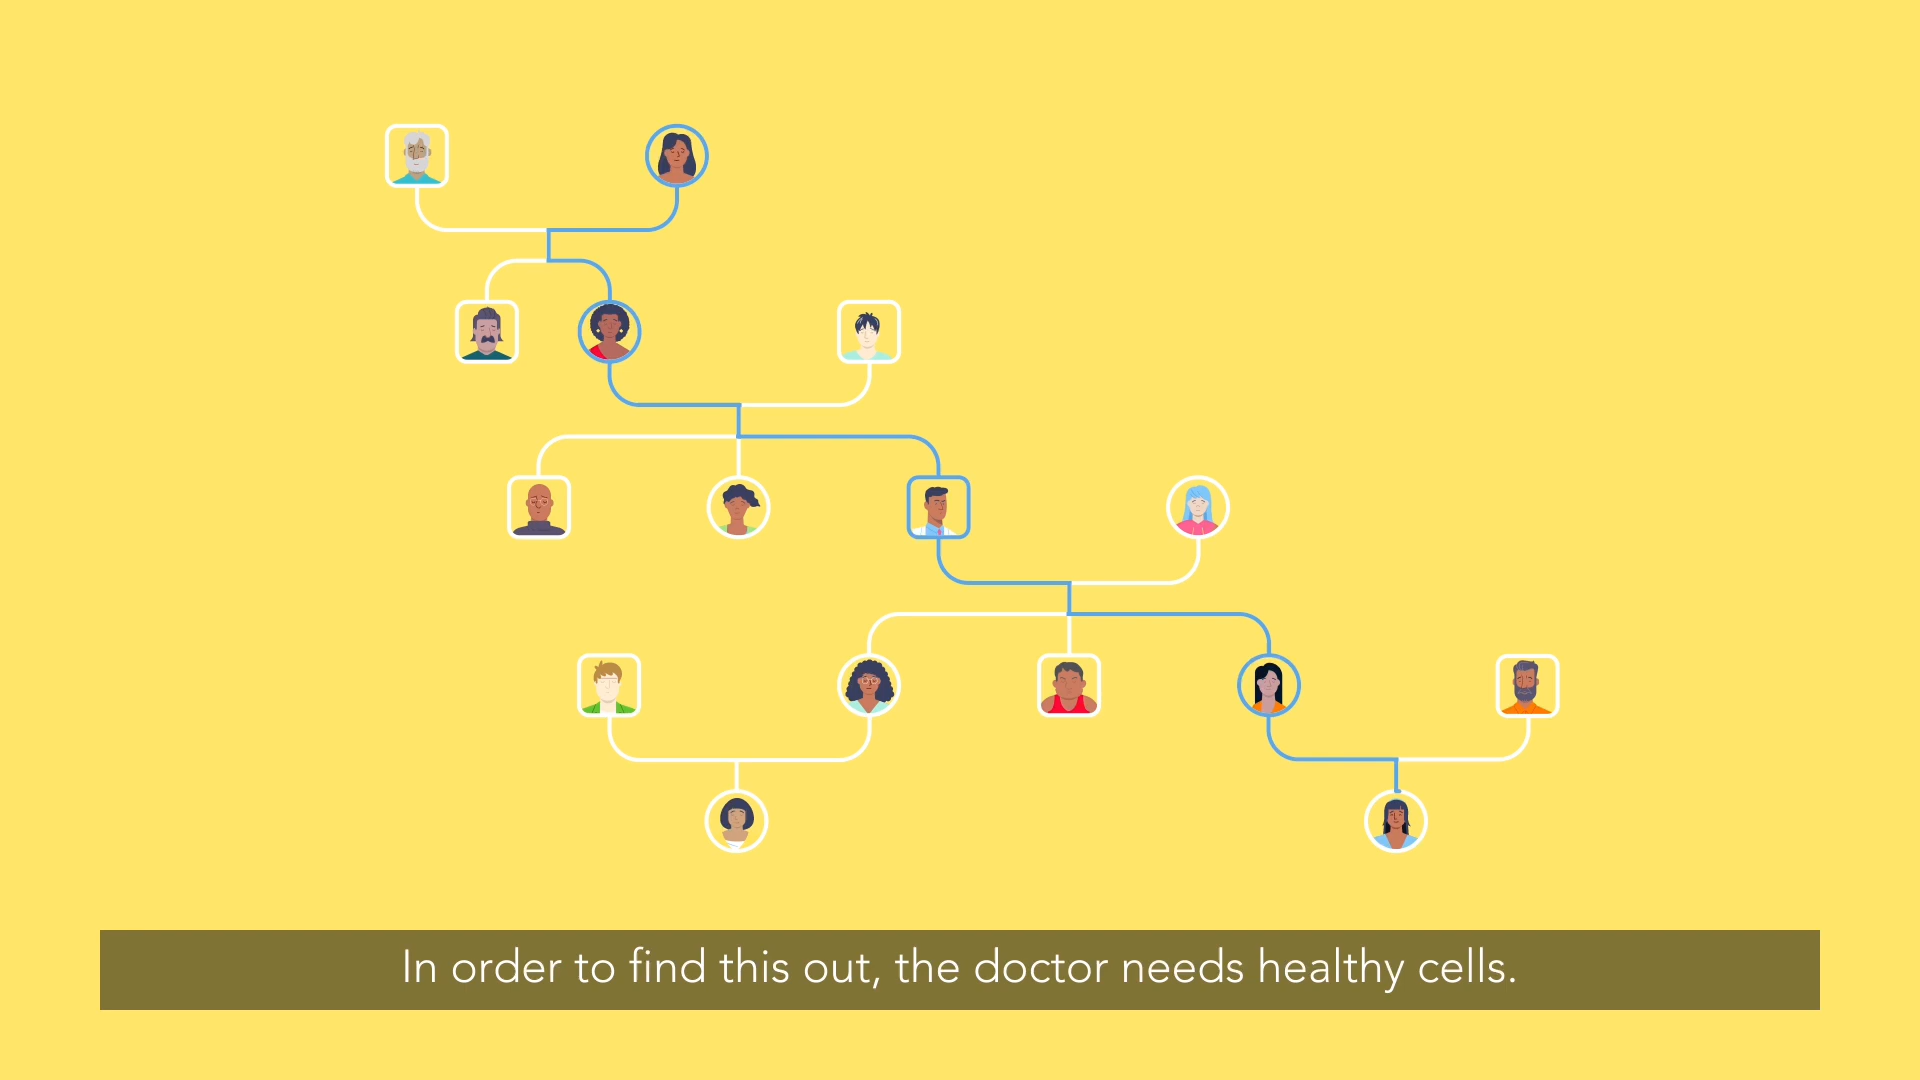 In order to find this out, the doctor needs healthy cells.